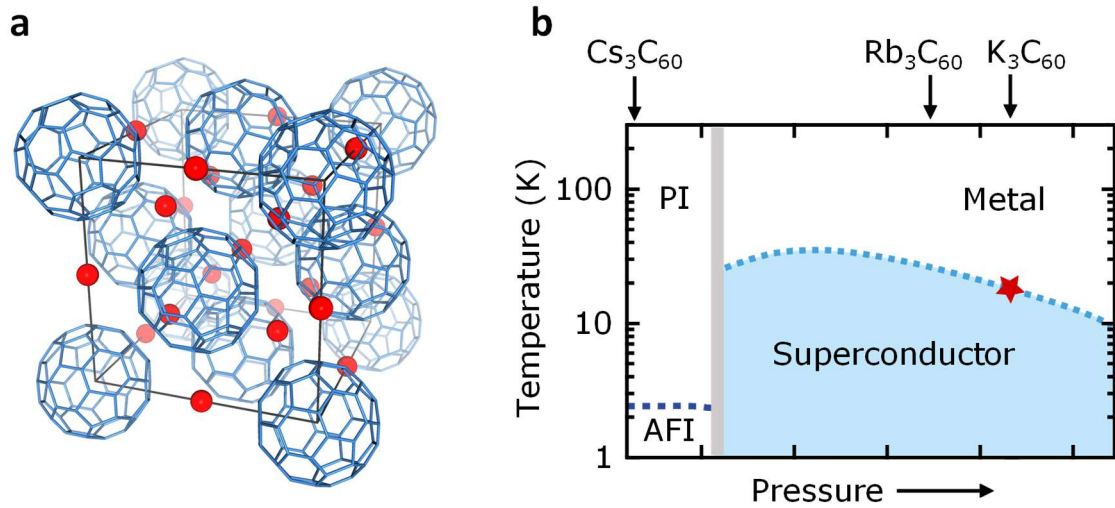 a
b
Cs₃C₆₀
Rb₃C₆₀
K₃C₆₀
Temperature (K)
100
10
1
PI
Metal
Superconductor
AFI
Pressure